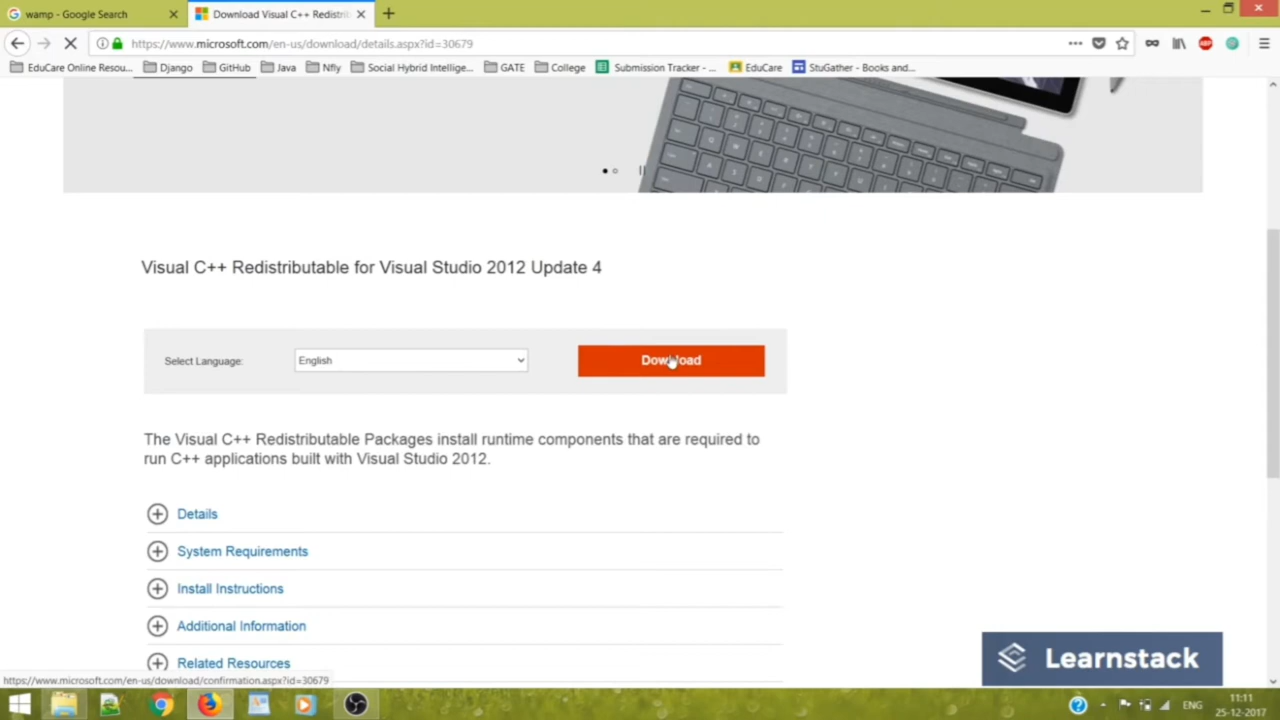 wamp - Google Search
Download Visual C++ Redistrib
https://www.microsoft.com/en-us/download/details.aspx?id=30679
ABP
EduCare Online Resou...
Django
GitHub
Java
Nfly
Social Hybrid Intellige...
GATE
College
Submission Tracker - ...
EduCare
StuGather - Books and...
Visual C++ Redistributable for Visual Studio 2012 Update 4
Select Language:
English
Download
The Visual C++ Redistributable Packages install runtime components that are required to
run C++ applications built with Visual Studio 2012.
Details
System Requirements
Install Instructions
Additional Information
Related Resources
Learnstack
https://www.microsoft.com/en-us/download/confirmation.aspx?id=30679
ENG
11:11
25-12-2017